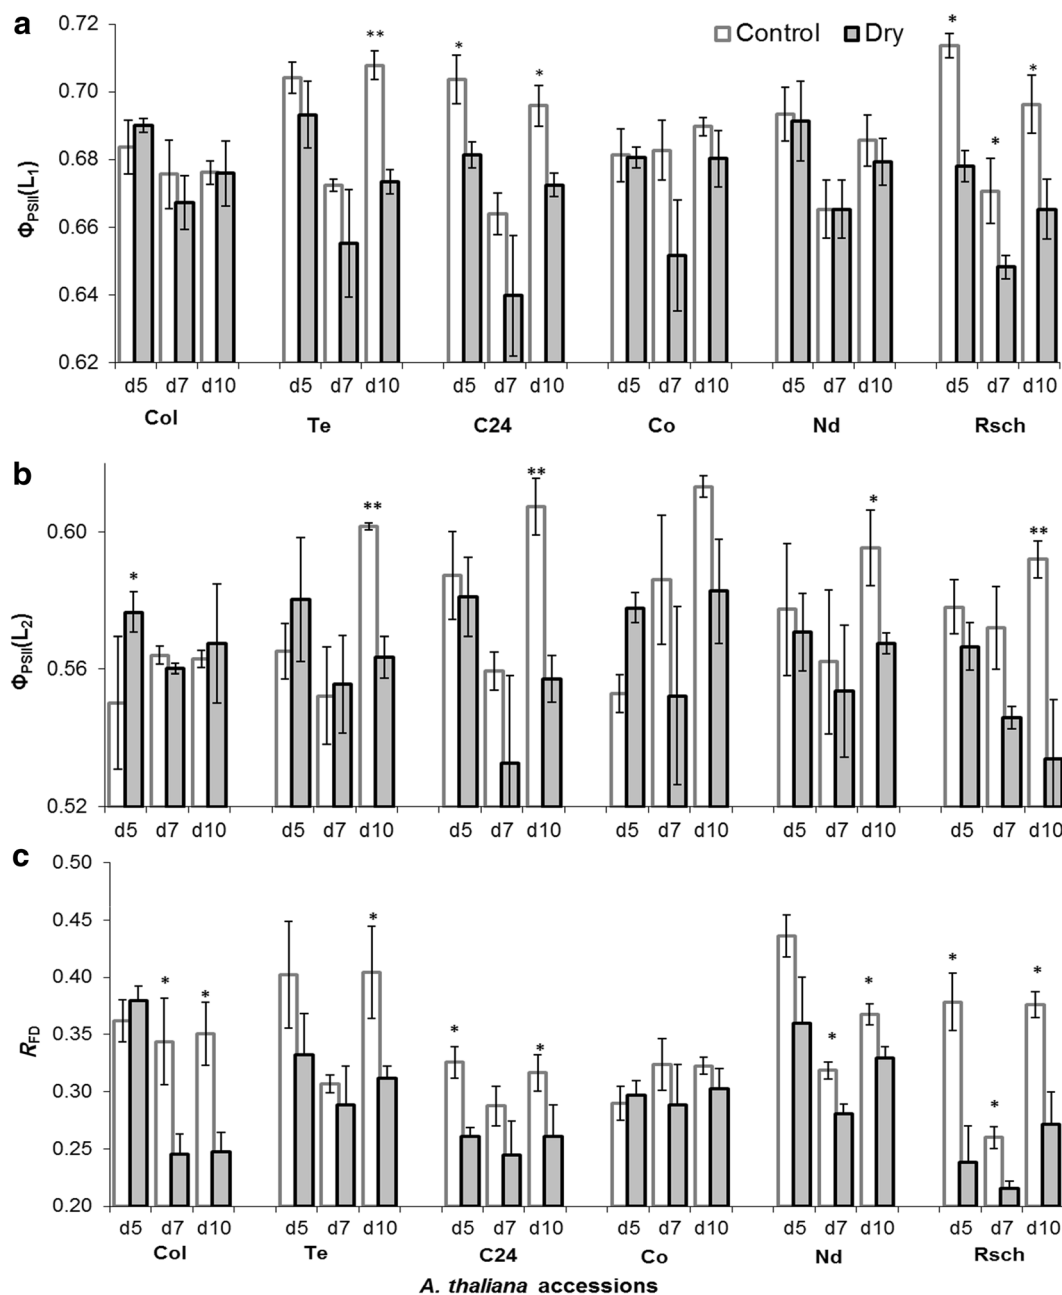 a
0.72
Control Dry
** * * * * *
0.70
0.68
0.66
0.64
0.62
ΦPSII(L1)
d5 d7 d10 d5 d7 d10 d5 d7 d10 d5 d7 d10 d5 d7 d10 d5 d7 d10
Col Te C24 Co Nd Rsch
b
* ** ** * **
0.60
0.56
0.52
ΦPSII(L2)
d5 d7 d10 d5 d7 d10 d5 d7 d10 d5 d7 d10 d5 d7 d10 d5 d7 d10
c
0.50
0.45
0.40
0.35
0.30
0.25
0.20
RFD
* * * * * * * * * *
d5 d7 d10 d5 d7 d10 d5 d7 d10 d5 d7 d10 d5 d7 d10 d5 d7 d10
Col Te C24 Co Nd Rsch
A. thaliana accessions